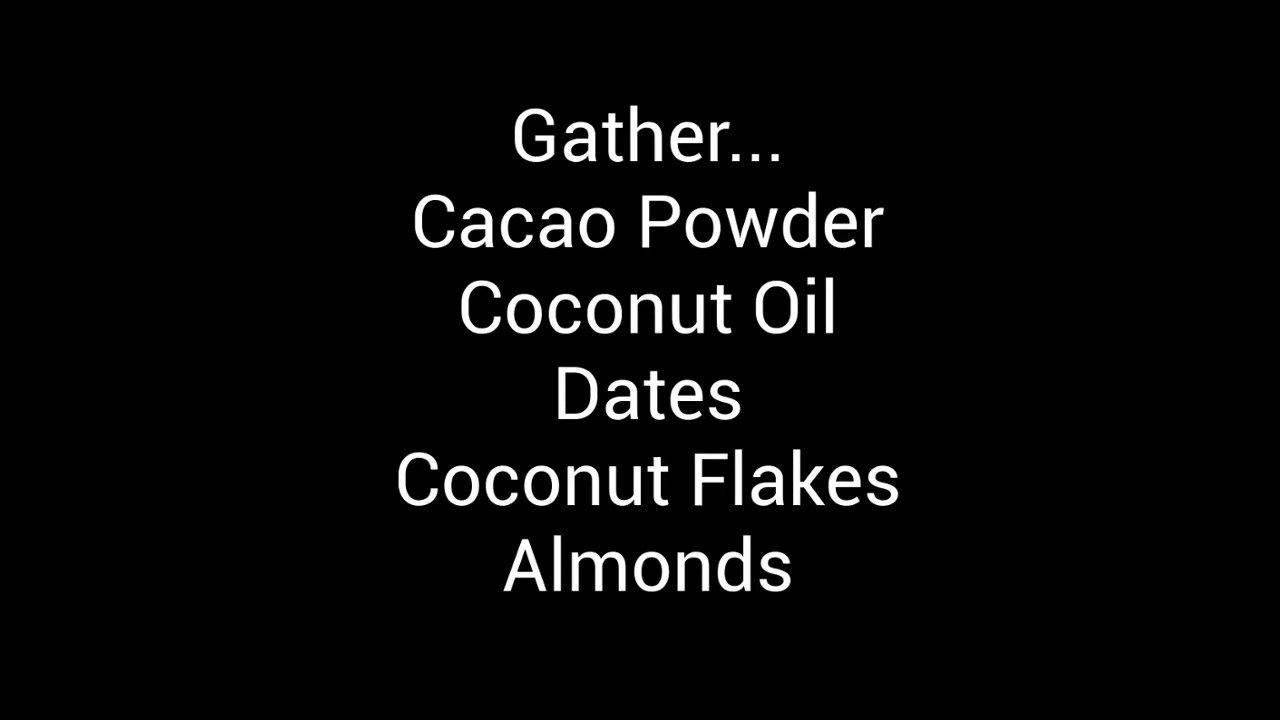 Gather...
Cacao Powder
Coconut Oil
Dates
Coconut Flakes
Almonds